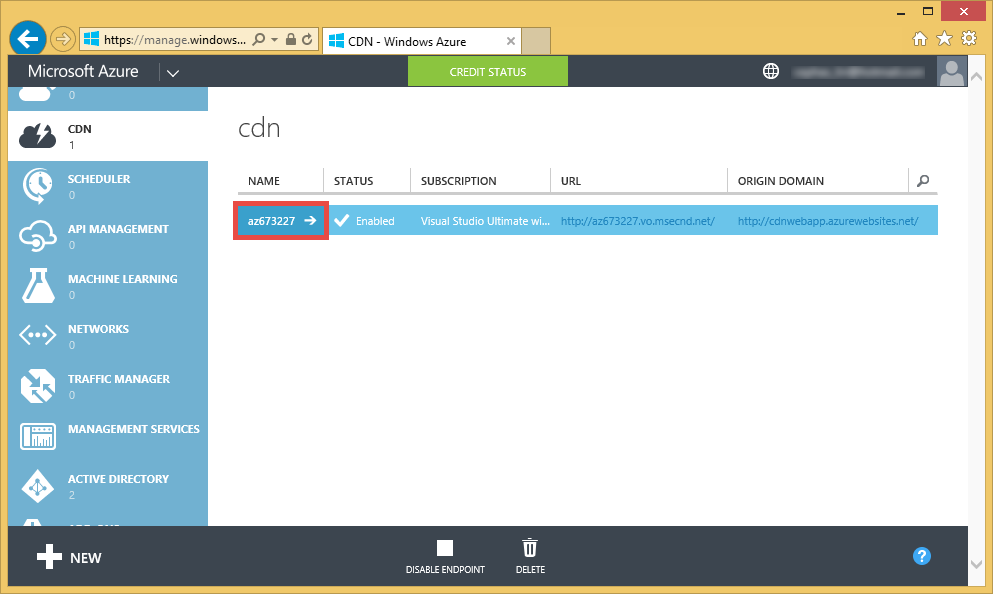 https://manage.windows...
CDN - Windows Azure
Microsoft Azure
CREDIT STATUS
0
CDN
1
SCHEDULER
0
API MANAGEMENT
0
MACHINE LEARNING
0
NETWORKS
0
TRAFFIC MANAGER
0
MANAGEMENT SERVICES
ACTIVE DIRECTORY
2
cdn
NAME STATUS SUBSCRIPTION URL ORIGIN DOMAIN
az673227 Enabled Visual Studio Ultimate wi... http://az673227.vo.msecnd.net/ http://cdnwebapp.azurewebsites.net/
NEW
DISABLE ENDPOINT
DELETE
?